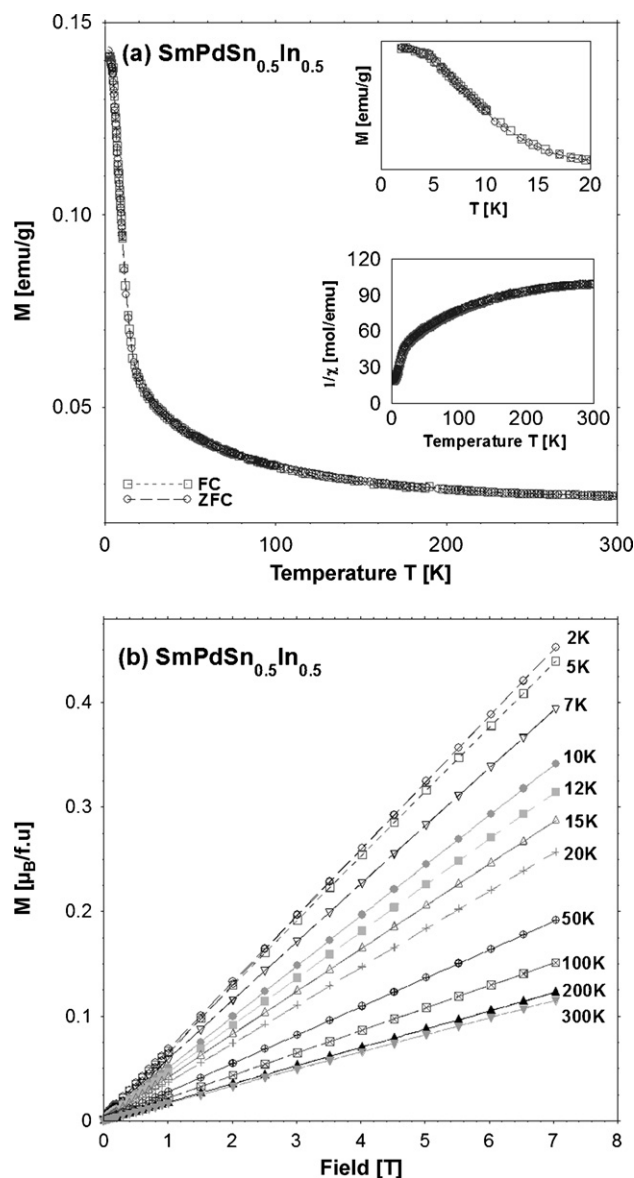 0.15
(a) SmPdSn0.5In0.5
M [emu/g]
0 5 10 15 20
T [K]
0.10
M [emu/g]
120
90
60
30
0
1/χ [mol/emu]
0 100 200 300
Temperature T [K]
0.05
FC
ZFC
0 100 200 300
Temperature T [K]
(b) SmPdSn0.5In0.5
2K
5K
0.4
7K
10K
0.3
12K
15K
M [μB/f.u]
20K
0.2
50K
100K
0.1
200K
300K
0
0 1 2 3 4 5 6 7 8
Field [T]